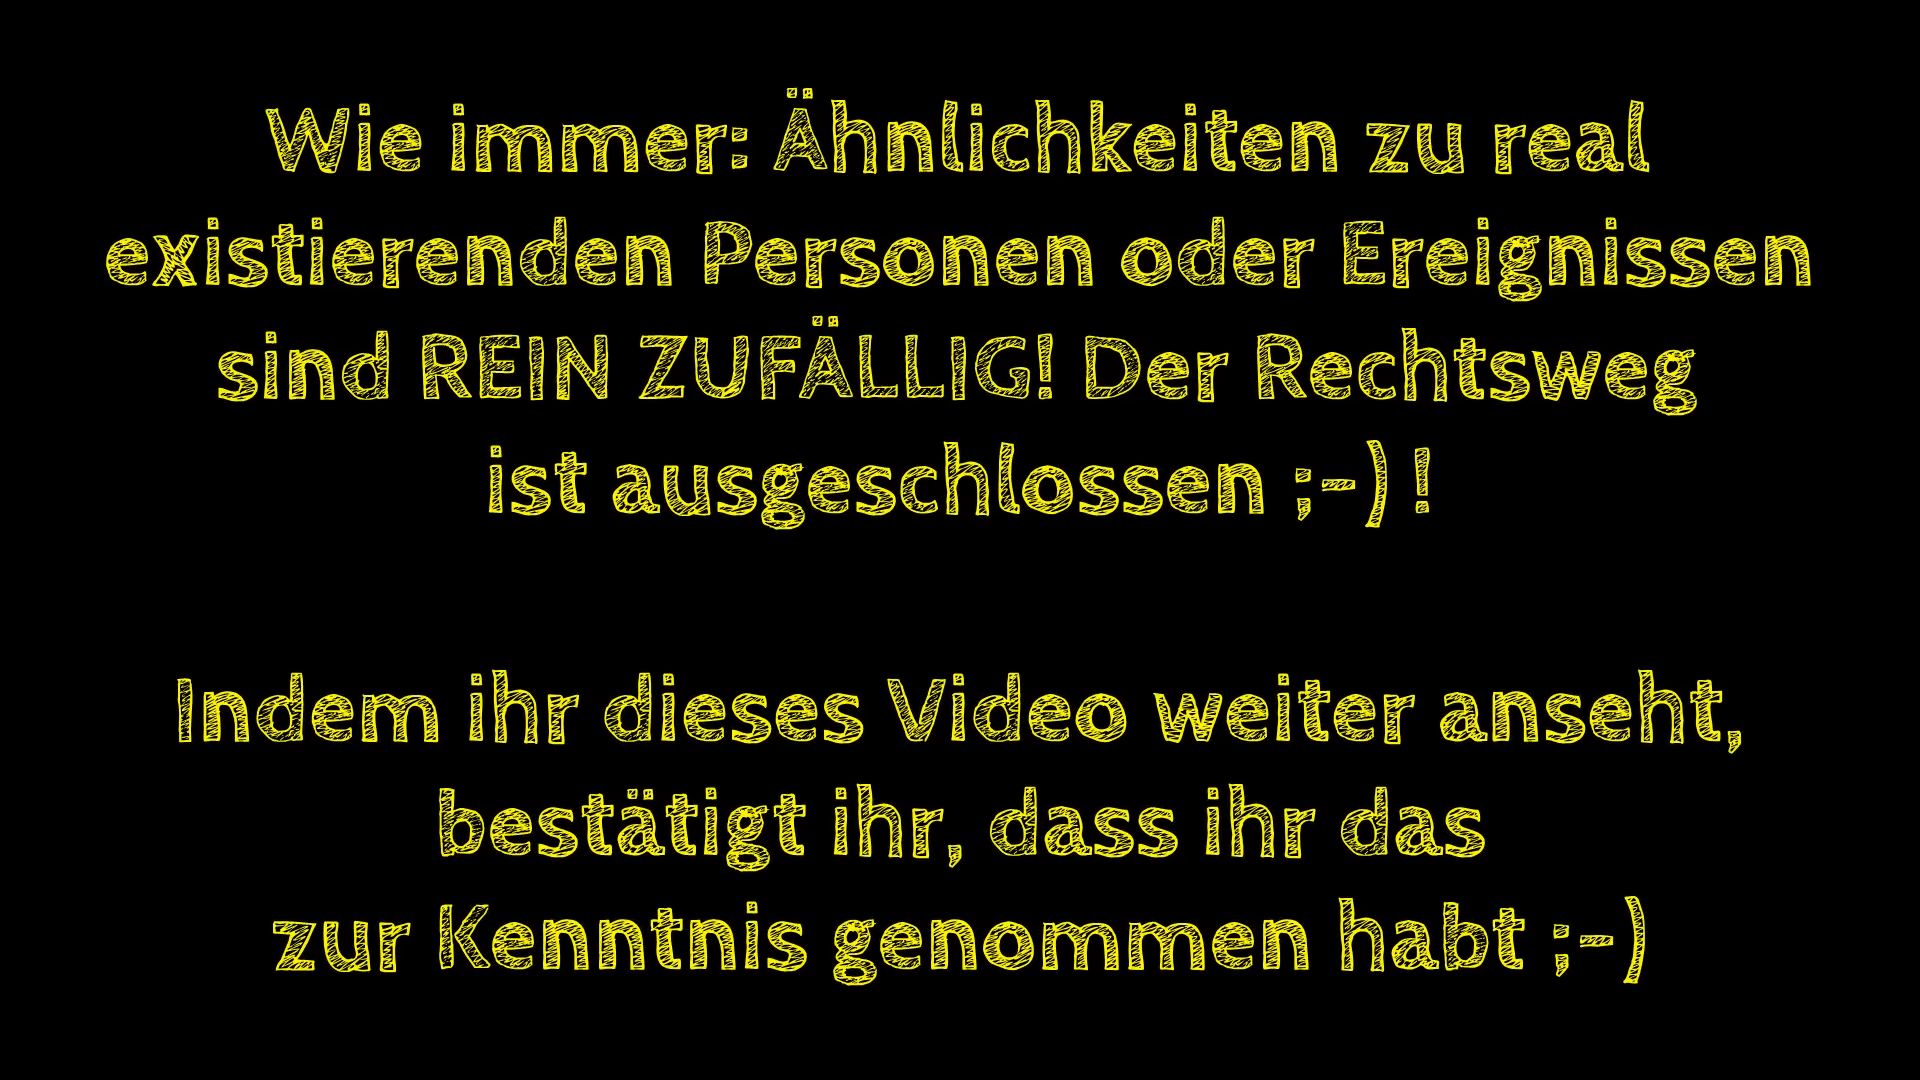 Wie immer: Ähnlichkeiten zu real
existierenden Personen oder Ereignissen
sind REIN ZUFÄLLIG! Der Rechtsweg
ist ausgeschlossen ;-) !
Indem ihr dieses Video weiter anseht,
bestätigt ihr, dass ihr das
zur Kenntnis genommen habt ;-)